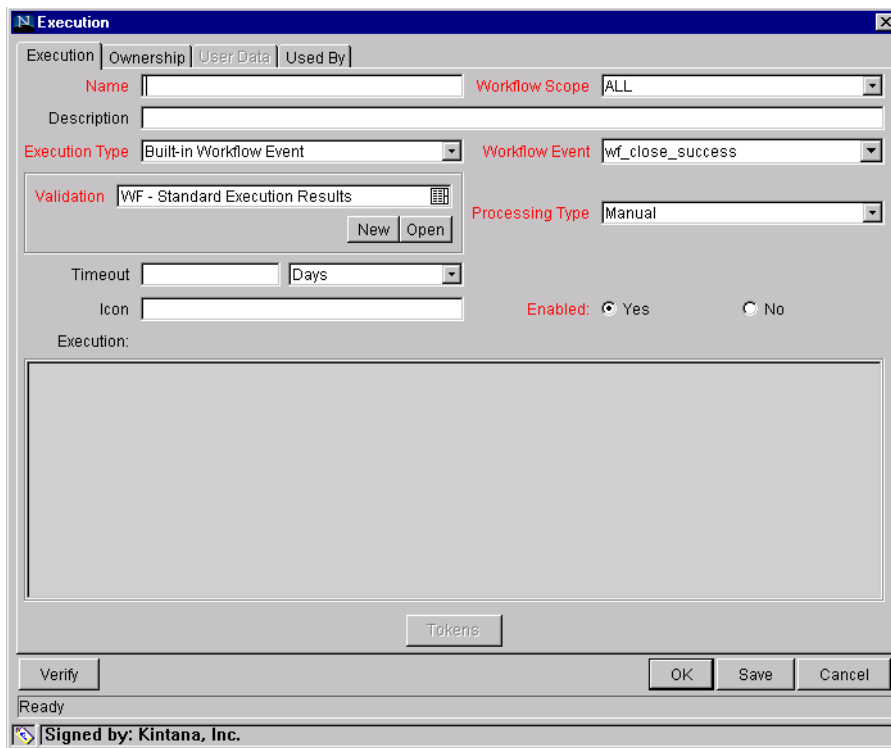 Execution
Execution Ownership User Data Used By
Name Workflow Scope ALL
Description
Execution Type Built-in Workflow Event Workflow Event wf_close_success
Validation WF - Standard Execution Results
New Open
Processing Type Manual
Timeout Days
Icon Enabled: Yes No
Execution:
Tokens
Verify OK Save Cancel
Ready
Signed by: Kintana, Inc.